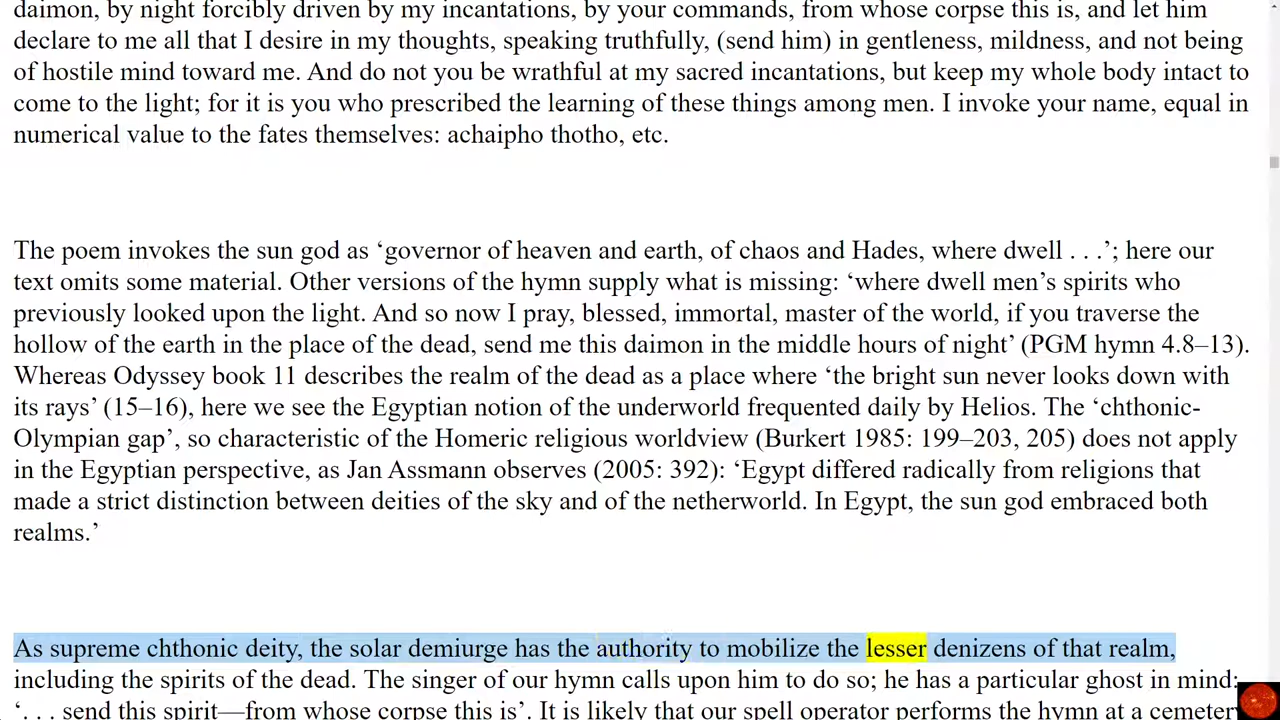 daimon, by night forcibly driven by my incantations, by your commands, from whose corpse this is, and let him
declare to me all that I desire in my thoughts, speaking truthfully, (send him) in gentleness, mildness, and not being
of hostile mind toward me. And do not you be wrathful at my sacred incantations, but keep my whole body intact to
come to the light; for it is you who prescribed the learning of these things among men. I invoke your name, equal in
numerical value to the fates themselves: achaipho thotho, etc.
The poem invokes the sun god as ‘governor of heaven and earth, of chaos and Hades, where dwell . . .’; here our
text omits some material. Other versions of the hymn supply what is missing: ‘where dwell men’s spirits who
previously looked upon the light. And so now I pray, blessed, immortal, master of the world, if you traverse the
hollow of the earth in the place of the dead, send me this daimon in the middle hours of night’ (PGM hymn 4.8–13).
Whereas Odyssey book 11 describes the realm of the dead as a place where ‘the bright sun never looks down with
its rays’ (15–16), here we see the Egyptian notion of the underworld frequented daily by Helios. The ‘chthonic-
Olympian gap’, so characteristic of the Homeric religious worldview (Burkert 1985: 199–203, 205) does not apply
in the Egyptian perspective, as Jan Assmann observes (2005: 392): ‘Egypt differed radically from religions that
made a strict distinction between deities of the sky and of the netherworld. In Egypt, the sun god embraced both
realms.’
As supreme chthonic deity, the solar demiurge has the authority to mobilize the lesser denizens of that realm,
including the spirits of the dead. The singer of our hymn calls upon him to do so; he has a particular ghost in mind:
‘. . . send this spirit—from whose corpse this is’. It is likely that our spell operator performs the hymn at a cemetery